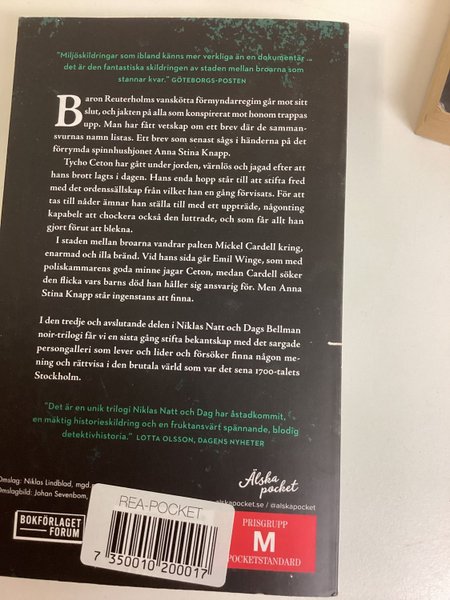 "Miljöskildringar som ibland känns mer verkliga än en dokumentär ...
det är den fantastiska skildringen av staden mellan broarna som
stannar kvar." GÖTEBORGS-POSTEN
Baron Reuterholms vanskötta förmyndarregim går mot sitt
slut, och jakten på alla som konspirerat mot honom trappas
upp. Man har fått vetskap om ett brev där de samman-
svurnas namn listas. Ett brev som senast sågs i händerna på det
förrymda spinnhushjonet Anna Stina Knapp.
Tycho Ceton har gått under jorden, värnlös och jagad efter att
hans brott lagts i dagen. Hans enda hopp står till att stifta fred
med det ordenssällskap från vilket han en gång förvisats. För att
tas till nåder ämnar han ställa till med ett uppträde, någonting
kapabelt att chockera också den luttrade, och som får allt han
gjort förut att blekna.
I staden mellan broarna vandrar palten Mickel Cardell kring,
enarmad och illa bränd. Vid hans sida går Emil Winge, som med
poliskammarens goda minne jagar Ceton, medan Cardell söker
den flicka vars barns död han håller sig ansvarig för. Men Anna
Stina Knapp står ingenstans att finna.
I den tredje och avslutande delen i Niklas Natt och Dags Bellman
noir-trilogi får vi en sista gång stifta bekantskap med det sargade
persongalleri som lever och lider och försöker finna någon me-
ning och rättvisa i den brutala värld som var det sena 1700-talets
Stockholm.
"Det är en unik trilogi Niklas Natt och Dag har åstadkommit,
en mäktig historieskildring och en fruktansvärt spännande, blodig
detektivhistoria." LOTTA OLSSON, DAGENS NYHETER
Omslag: Niklas Lindblad, mgd
Omslagbild: Johan Sevenbom,
Älska
pocket
alskapocket.se / @alskapocket
BOKFÖRLAGET
FORUM
REA-POCKET
7 350010 200017
PRISGRUPP
M
POCKETSTANDARD